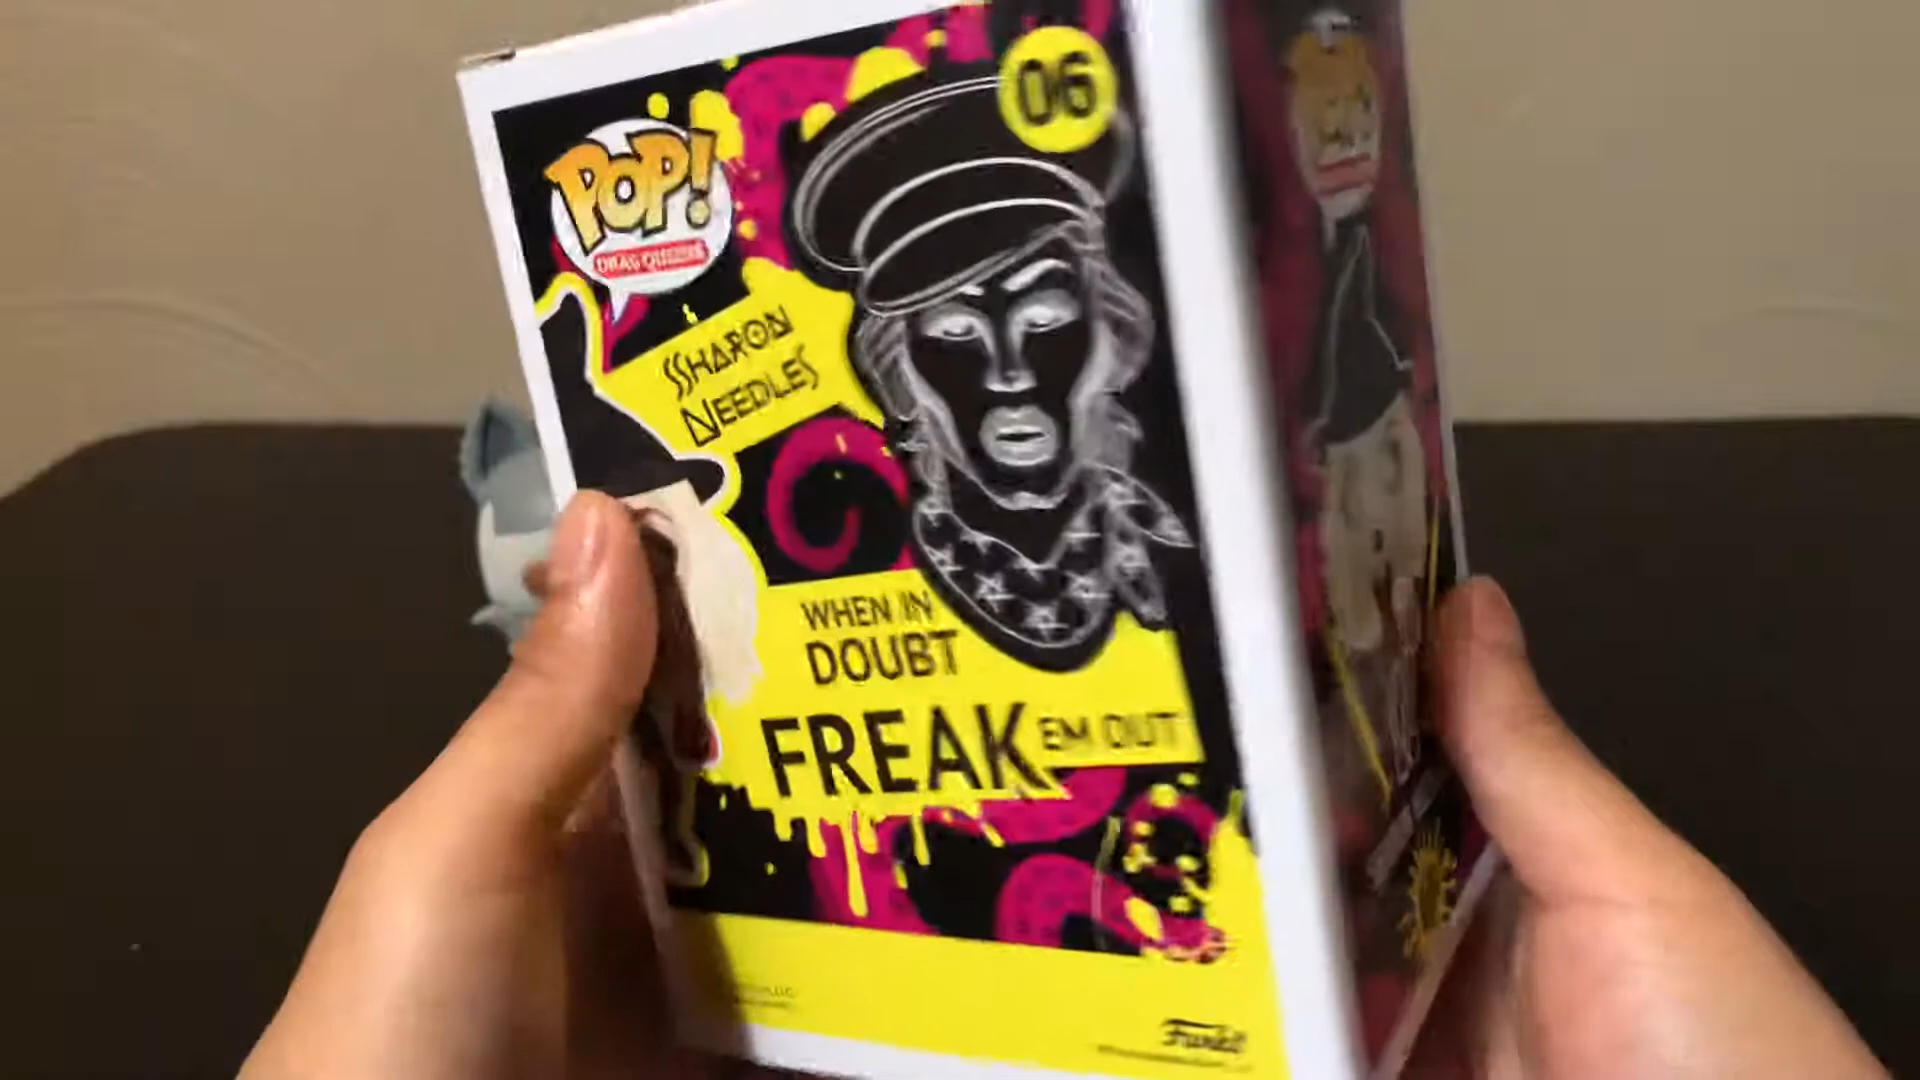 06
POP!
DRAG QUEENS
SHARON
NEEDLES
WHEN IN
DOUBT
FREAK EM OUT
Funko